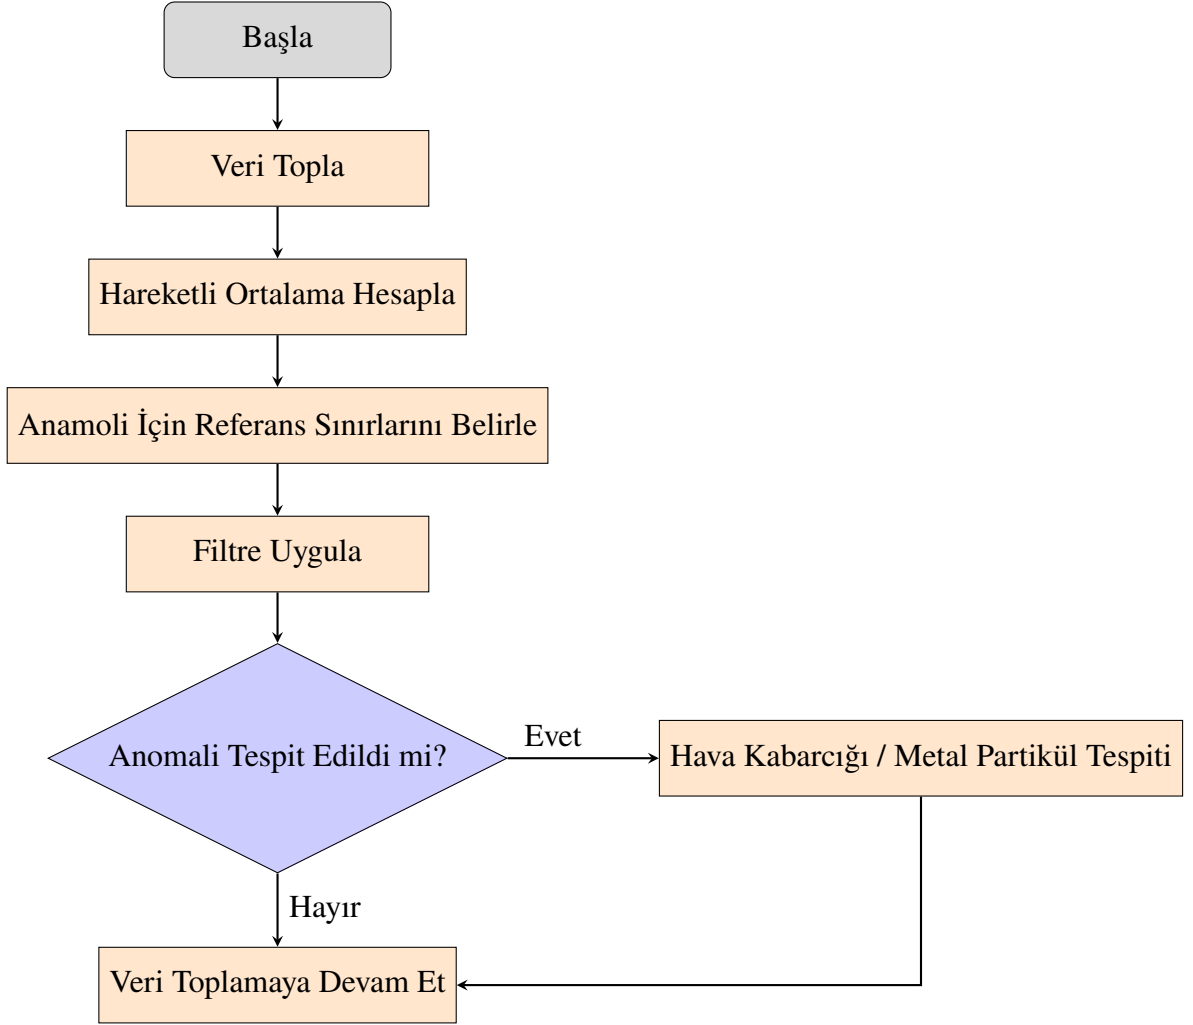 Başla
Veri Topla
Hareketli Ortalama Hesapla
Anamoli İçin Referans Sınırlarını Belirle
Filtre Uygula
Anomali Tespit Edildi mi?
Evet
Hava Kabarcığı / Metal Partikül Tespiti
Hayır
Veri Toplamaya Devam Et